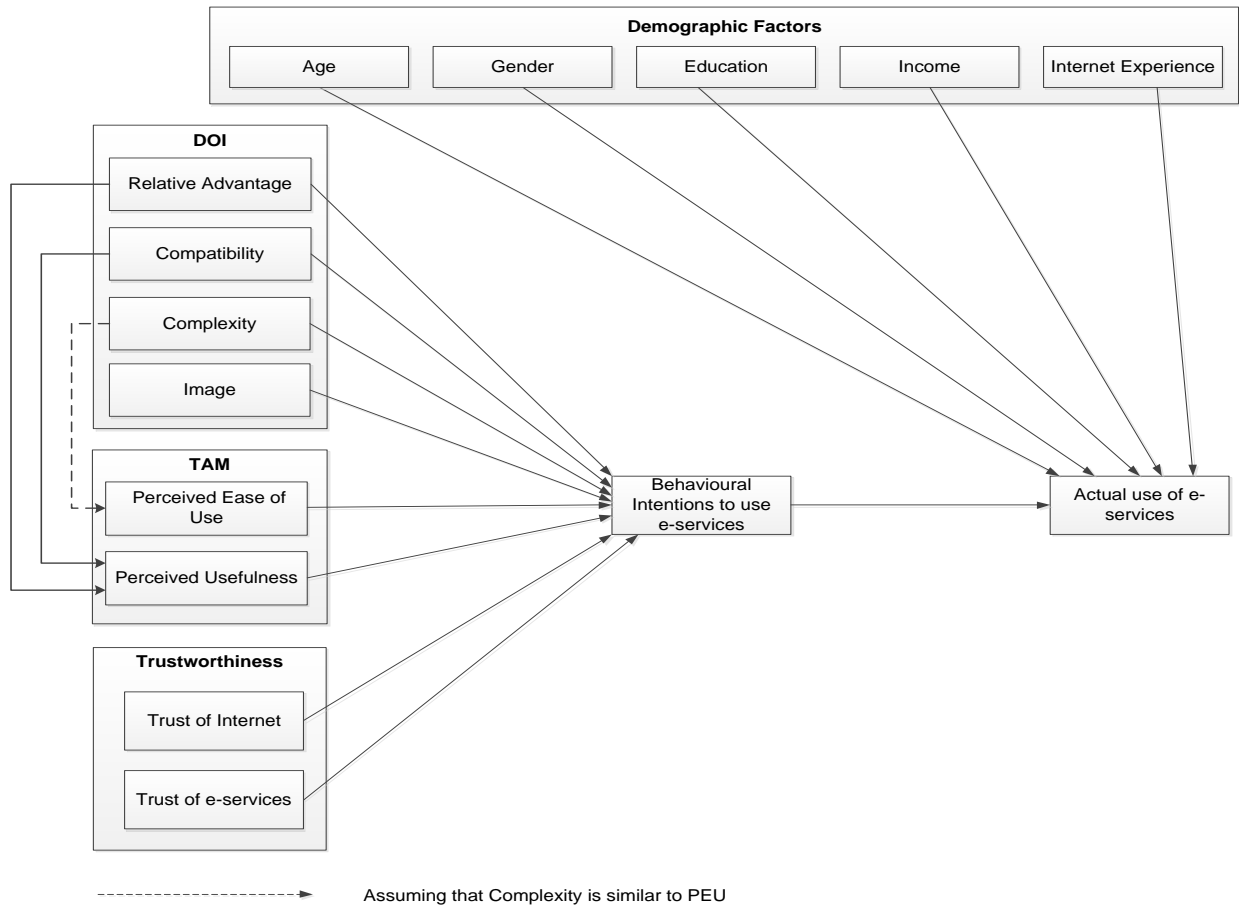 Demographic Factors
Age
Gender
Education
Income
Internet Experience
DOI
Relative Advantage
Compatibility
Complexity
Image
TAM
Perceived Ease of
Use
Perceived Usefulness
Trustworthiness
Trust of Internet
Trust of e-services
Behavioural
Intentions to use
e-services
Actual use of e-
services
Assuming that Complexity is similar to PEU